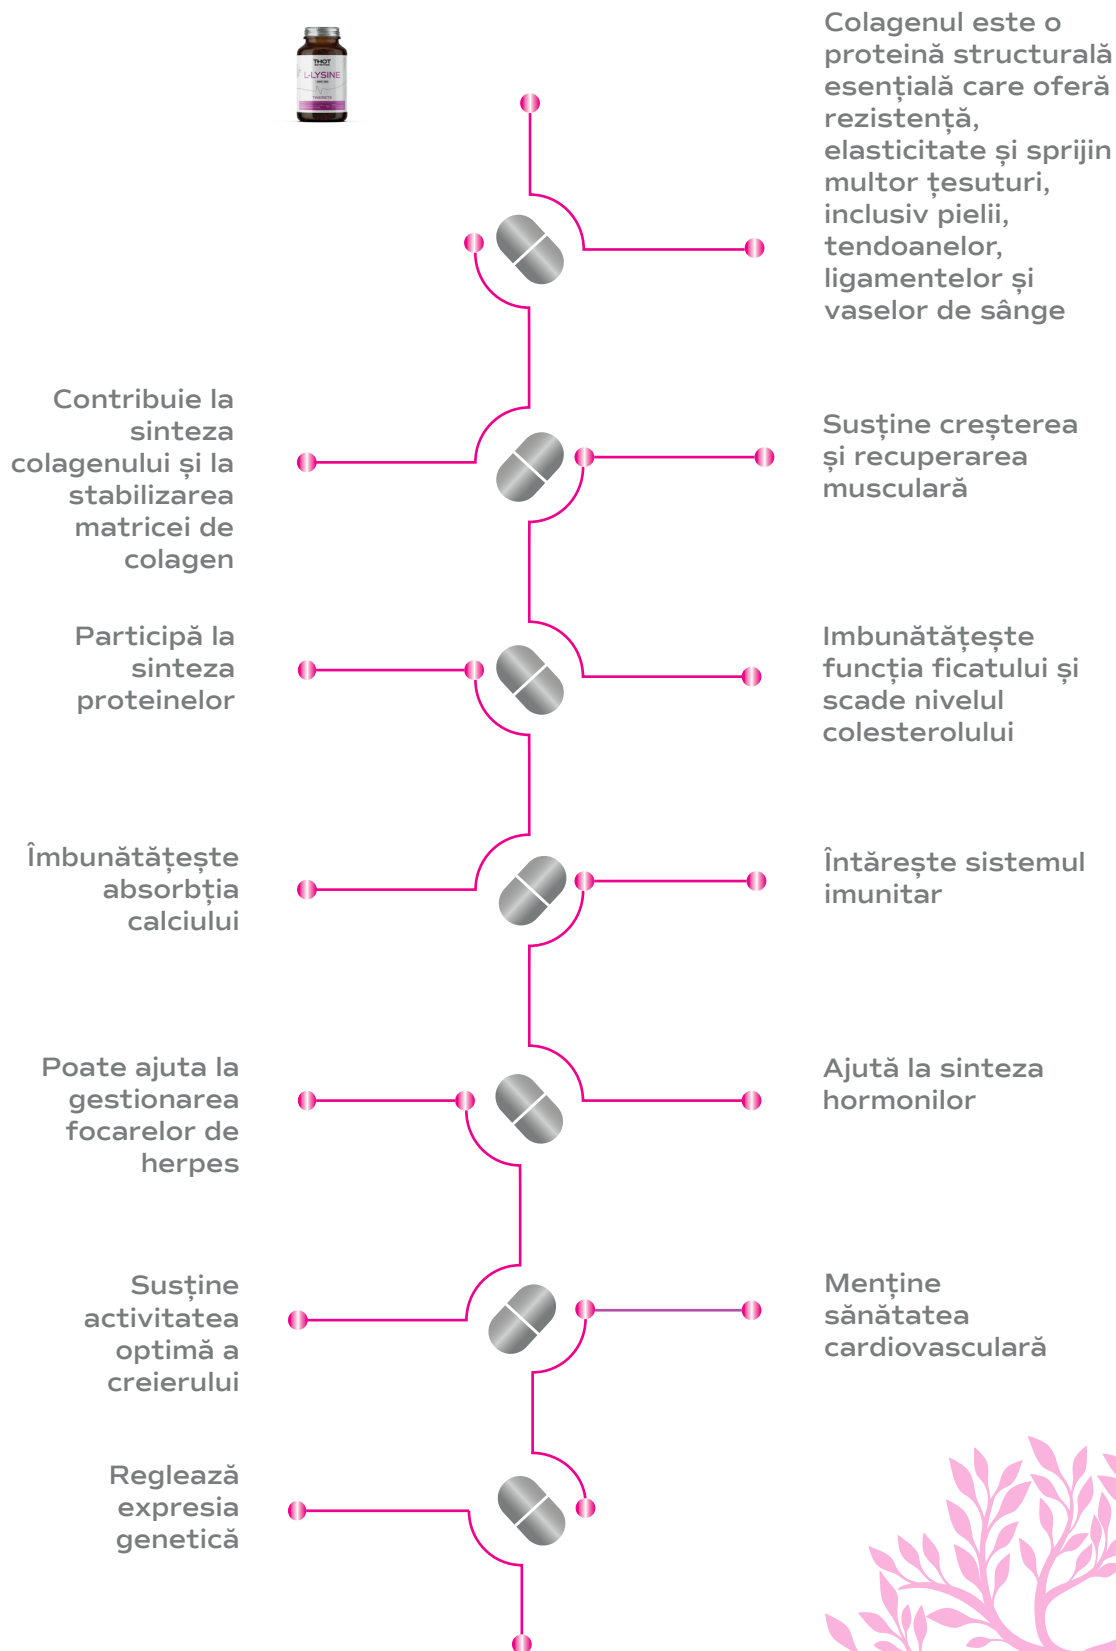 THOT
L-LYSINE
Colagenul este o
proteină structurală
esențială care oferă
rezistență,
elasticitate și sprijin
multor țesuturi,
inclusiv pielii,
tendoanelor,
ligamentelor și
vaselor de sânge
Contribuie la
sinteza
colagenului și la
stabilizarea
matricei de
colagen
Susține creșterea
și recuperarea
musculară
Participă la
sinteza
proteinelor
Imbunătățește
funcția ficatului și
scade nivelul
colesterolului
Îmbunătățește
absorbția
calciului
Întărește sistemul
imunitar
Poate ajuta la
gestionarea
focarelor de
herpes
Ajută la sinteza
hormonilor
Susține
activitatea
optimă a
creierului
Menține
sănătatea
cardiovasculară
Reglează
expresia
genetică